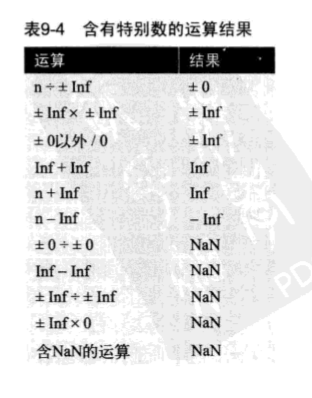 表9-4 含有特别数的运算结果
运算 结果
n÷± Inf ± 0
± Inf× ± Inf ± Inf
± 0以外 / 0 ± Inf
Inf + Inf Inf
n + Inf Inf
n – Inf – Inf
± 0 ÷ ± 0 NaN
Inf – Inf NaN
± Inf ÷ ± Inf NaN
± Inf × 0 NaN
含NaN的运算 NaN
PD